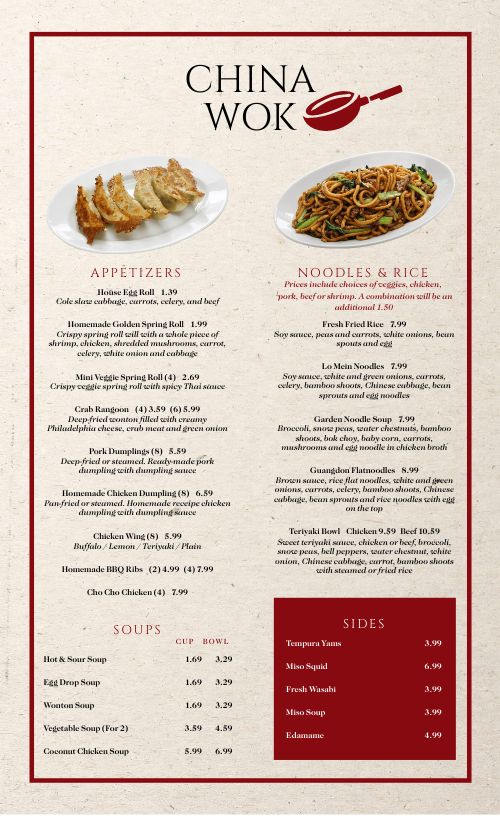 CHINA
WOK
APPETIZERS
House Egg Roll 1.39
Cole slaw cabbage, carrots, celery, and beef
Homemade Golden Spring Roll 1.99
Crispy spring roll will with a whole piece of
shrimp, chicken, shredded mushrooms, carrot,
celery, white onion and cabbage
Mini Veggie Spring Roll (4) 2.69
Crispy veggie spring roll with spicy Thai sauce
Crab Rangoon (4) 3.59 (6) 5.99
Deep-fried wonton filled with creamy
Philadelphia cheese, crab meat and green onion
Pork Dumplings (8) 5.59
Deep-fried or steamed. Ready-made pork
dumpling with dumpling sauce
Homemade Chicken Dumpling (8) 6.59
Pan-fried or steamed. Homemade receipe chicken
dumpling with dumpling sauce
Chicken Wing (8) 5.99
Buffalo / Lemon / Teriyaki / Plain
Homemade BBQ Ribs (2) 4.99 (4) 7.99
Cho Cho Chicken (4) 7.99
SOUPS
CUP BOWL
Hot & Sour Soup 1.69 3.29
Egg Drop Soup 1.69 3.29
Wonton Soup 1.69 3.29
Vegetable Soup (For 2) 3.59 4.59
Coconut Chicken Soup 5.99 6.99
NOODLES & RICE
Prices include choices of veggies, chicken,
pork, beef or shrimp. A combination will be an
additional 1.50
Fresh Fried Rice 7.99
Soy sauce, peas and carrots, white onions, bean
spouts and egg
Lo Mein Noodles 7.99
Soy sauce, white and green onions, carrots,
celery, bamboo shoots, Chinese cabbage, bean
sprouts and egg noodles
Garden Noodle Soup 7.99
Broccoli, snow peas, water chestnuts, bamboo
shoots, bok choy, baby corn, carrots,
mushrooms and egg noodle in chicken broth
Guangdon Flatnoodles 8.99
Brown sauce, rice flat noodles, white and green
onions, carrots, celery, bamboo shoots, Chinese
cabbage, bean sprouts and rice noodles with egg
on the top
Teriyaki Bowl Chicken 9.59 Beef 10.59
Sweet teriyaki sauce, chicken or beef, broccoli,
snow peas, bell peppers, water chestnut, white
onion, Chinese cabbage, carrot, bamboo shoots
with steamed or fried rice
SIDES
Tempura Yams 3.99
Miso Squid 6.99
Fresh Wasabi 3.99
Miso Soup 3.99
Edamame 4.99